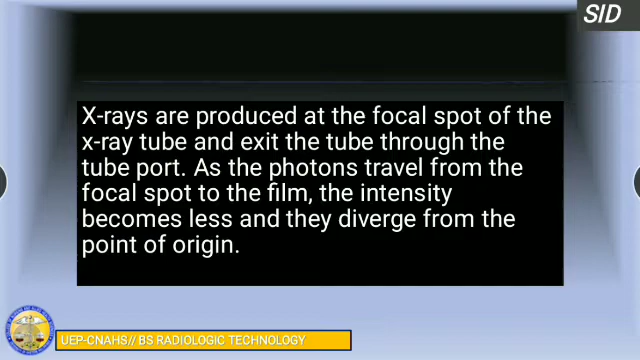 SID
X-rays are produced at the focal spot of the
x-ray tube and exit the tube through the
tube port. As the photons travel from the
focal spot to the film, the intensity
becomes less and they diverge from the
point of origin.
UEP-CNAHS// BS RADIOLOGIC TECHNOLOGY